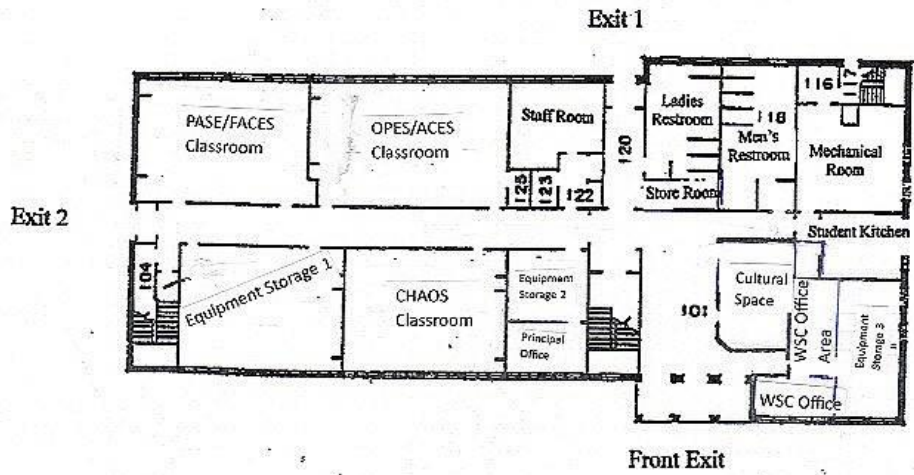 Exit 1
PASE/FACES
Classroom
OPES/ACES
Classroom
Staff Room
125
123
122
120
Ladies
Restroom
Store Room
118
Men's
Restroom
116
17
Mechanical
Room
Exit 2
Student Kitchen
104
Equipment Storage 1
CHAOS
Classroom
Equipment
Storage 2
Principal
Office
101
Cultural
Space
WSC Office
Area
Equipment
Storage 3
WSC Office
Front Exit